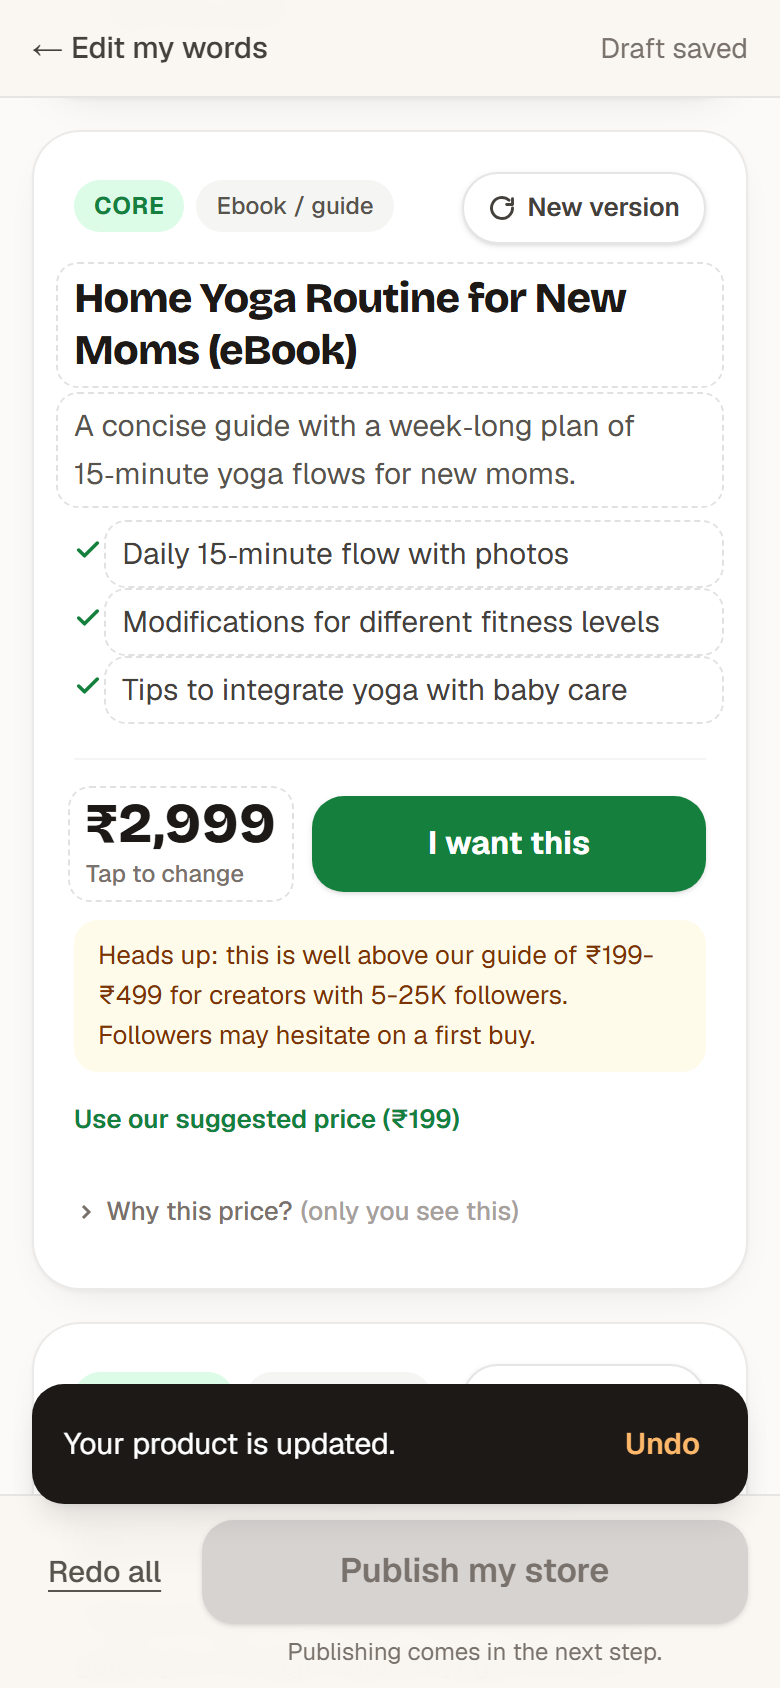 ← Edit my words
Draft saved
CORE
Ebook / guide
New version
Home Yoga Routine for New
Moms (eBook)
A concise guide with a week-long plan of
15-minute yoga flows for new moms.
Daily 15-minute flow with photos
Modifications for different fitness levels
Tips to integrate yoga with baby care
₹2,999
Tap to change
I want this
Heads up: this is well above our guide of ₹199-
₹499 for creators with 5-25K followers.
Followers may hesitate on a first buy.
Use our suggested price (₹199)
Why this price? (only you see this)
Your product is updated.
Undo
Redo all
Publish my store
Publishing comes in the next step.